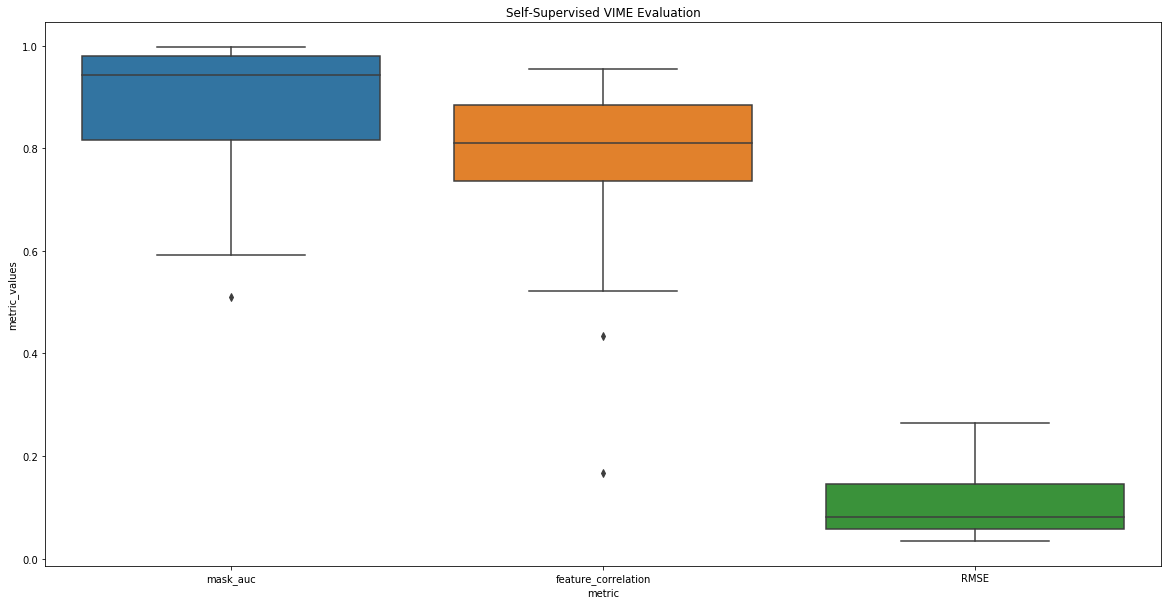 Self-Supervised VIME Evaluation
metric_values
1.0
0.8
0.6
0.4
0.2
0.0
mask_auc feature_correlation RMSE
metric